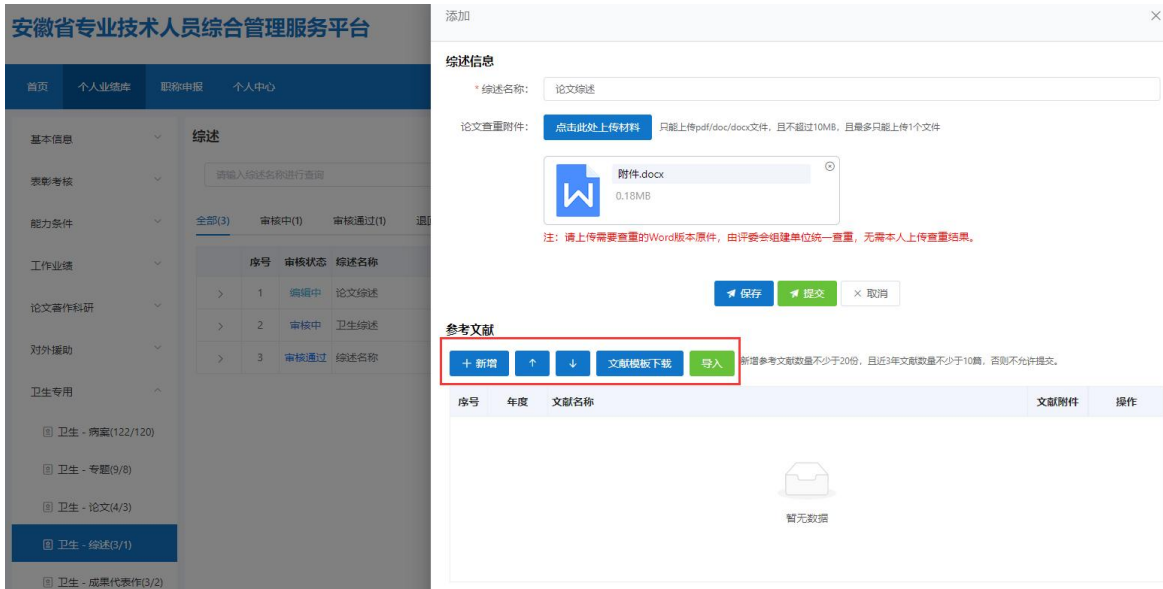 安徽省专业技术人员综合管理服务平台
首页 个人业绩库 职称申报 个人中心
基本信息
表彰考核
能力条件
工作业绩
论文著作科研
对外援助
卫生专用
卫生 - 病案(122/120)
卫生 - 专题(9/8)
卫生 - 论文(4/3)
卫生 - 综述(3/1)
卫生 - 成果代表作(3/2)
综述
请输入综述名称进行查询
全部(3) 审核中(1) 审核通过(1) 退回
序号 审核状态 综述名称
1 编辑中 论文综述
2 审核中 卫生综述
3 审核通过 综述名称
添加
综述信息
* 综述名称: 论文综述
论文查重附件: 点击此处上传材料 只能上传pdf/doc/docx文件，且不超过10MB，且最多只能上传1个文件
附件.docx
0.18MB
注：请上传需要查重的Word版本原件，由评委会组建单位统一查重，无需本人上传查重结果。
保存 提交 × 取消
参考文献
+ 新增 ↑ ↓ 文献模板下载 导入 新增参考文献数量不少于20份，且近3年文献数量不少于10篇，否则不允许提交。
序号 年度 文献名称 文献附件 操作
暂无数据